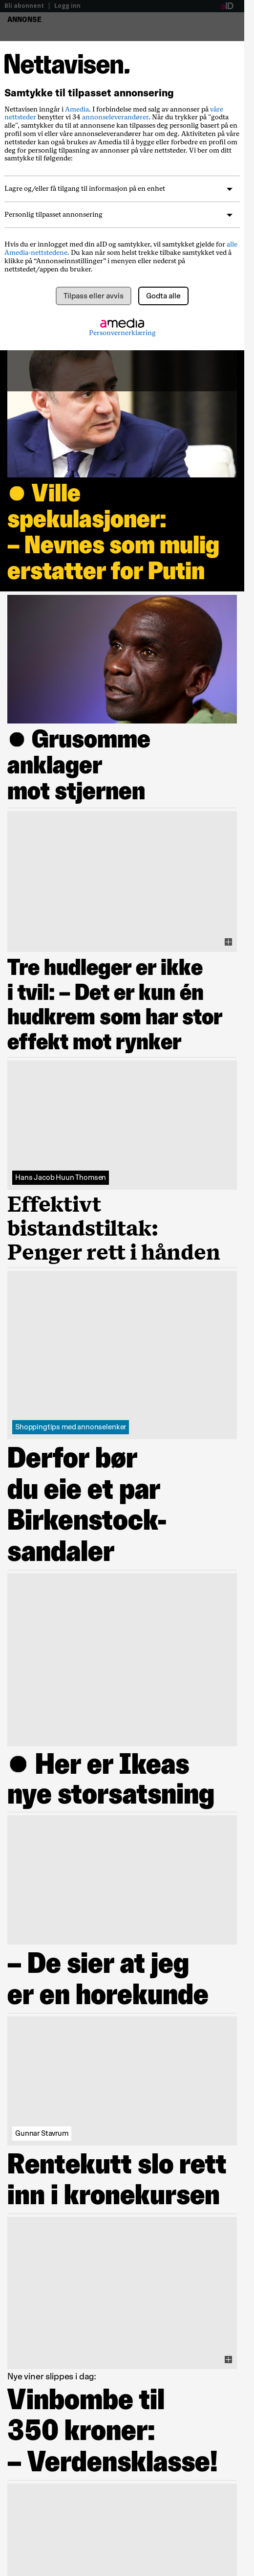 Bli abonnent | Logg inn
aID
ANNONSE
Nettavisen.
Samtykke til tilpasset annonsering
Nettavisen inngår i Amedia. I forbindelse med salg av annonser på våre
nettsteder benytter vi 34 annonseleverandører. Når du trykker på "godta
alle", samtykker du til at annonsene kan tilpasses deg personlig basert på en
profil som vi eller våre annonseleverandører har om deg. Aktiviteten på våre
nettsteder kan også brukes av Amedia til å bygge eller forbedre en profil om
deg for personlig tilpasning av annonser på våre nettsteder. Vi ber om ditt
samtykke til følgende:
Lagre og/eller få tilgang til informasjon på en enhet
Personlig tilpasset annonsering
Hvis du er innlogget med din aID og samtykker, vil samtykket gjelde for alle
Amedia-nettstedene. Du kan når som helst trekke tilbake samtykket ved å
klikke på “Annonseinnstillinger” i menyen eller nederst på
nettstedet/appen du bruker.
Tilpass eller avvis
Godta alle
amedia
Personvernerklæring
● Ville
spekulasjoner:
– Nevnes som mulig
erstatter for Putin
● Grusomme
anklager
mot stjernen
Tre hudleger er ikke
i tvil: – Det er kun én
hudkrem som har stor
effekt mot rynker
Hans Jacob Huun Thomsen
Effektivt
bistandstiltak:
Penger rett i hånden
Shoppingtips med annonselenker
Derfor bør
du eie et par
Birkenstock-
sandaler
● Her er Ikeas
nye storsatsning
– De sier at jeg
er en horekunde
Gunnar Stavrum
Rentekutt slo rett
inn i kronekursen
Nye viner slippes i dag:
Vinbombe til
350 kroner:
– Verdensklasse!